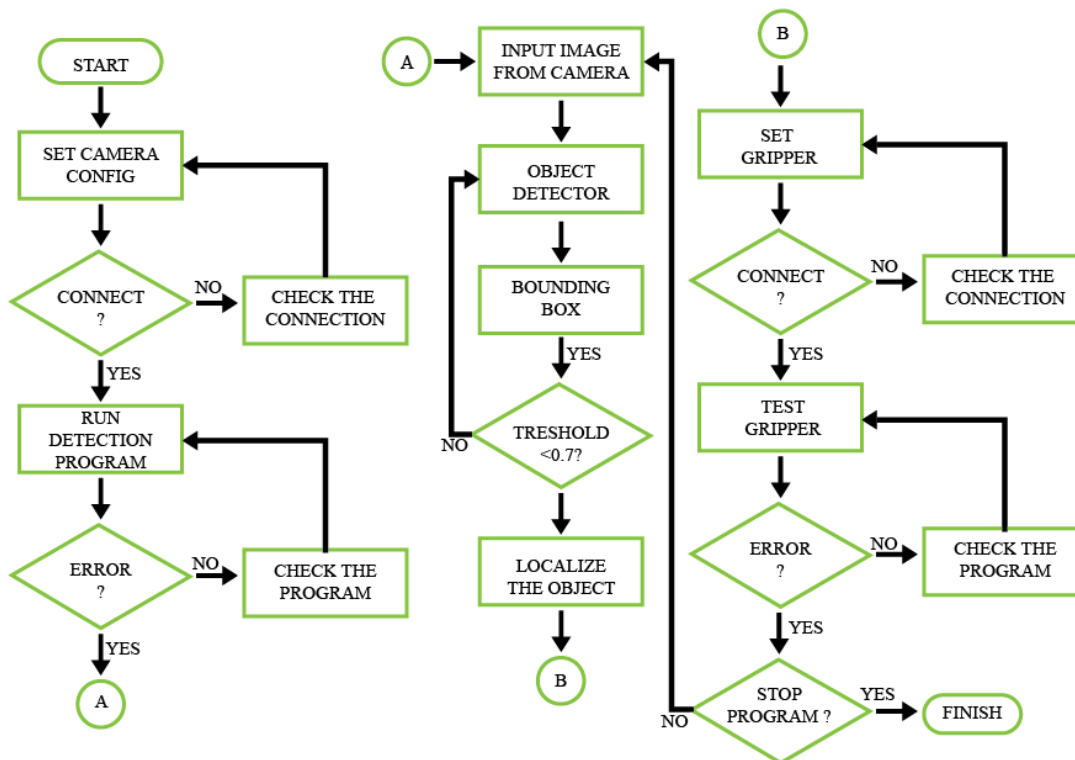 START
SET CAMERA
CONFIG
CONNECT
?
NO
CHECK THE
CONNECTION
YES
RUN
DETECTION
PROGRAM
ERROR
?
NO
CHECK THE
PROGRAM
YES
A
A
INPUT IMAGE
FROM CAMERA
OBJECT
DETECTOR
BOUNDING
BOX
YES
TRESHOLD
<0.7?
NO
LOCALIZE
THE OBJECT
B
B
SET
GRIPPER
CONNECT
?
NO
CHECK THE
CONNECTION
YES
TEST
GRIPPER
ERROR
?
NO
CHECK THE
PROGRAM
YES
STOP
PROGRAM ?
NO
YES
FINISH